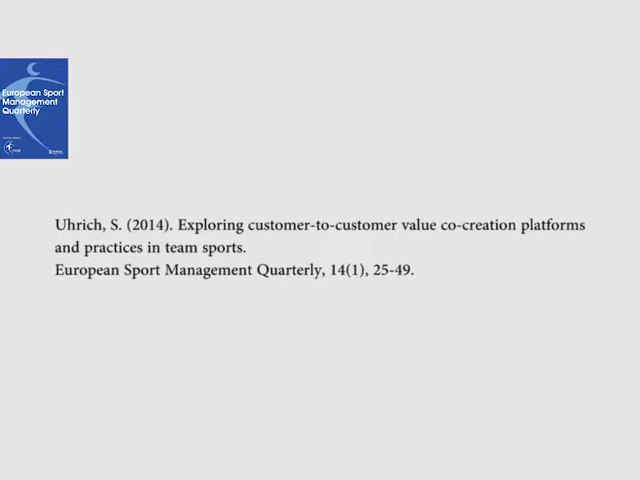 European Sport
Management
Quarterly
Uhrich, S. (2014). Exploring customer-to-customer value co-creation platforms
and practices in team sports.
European Sport Management Quarterly, 14(1), 25-49.